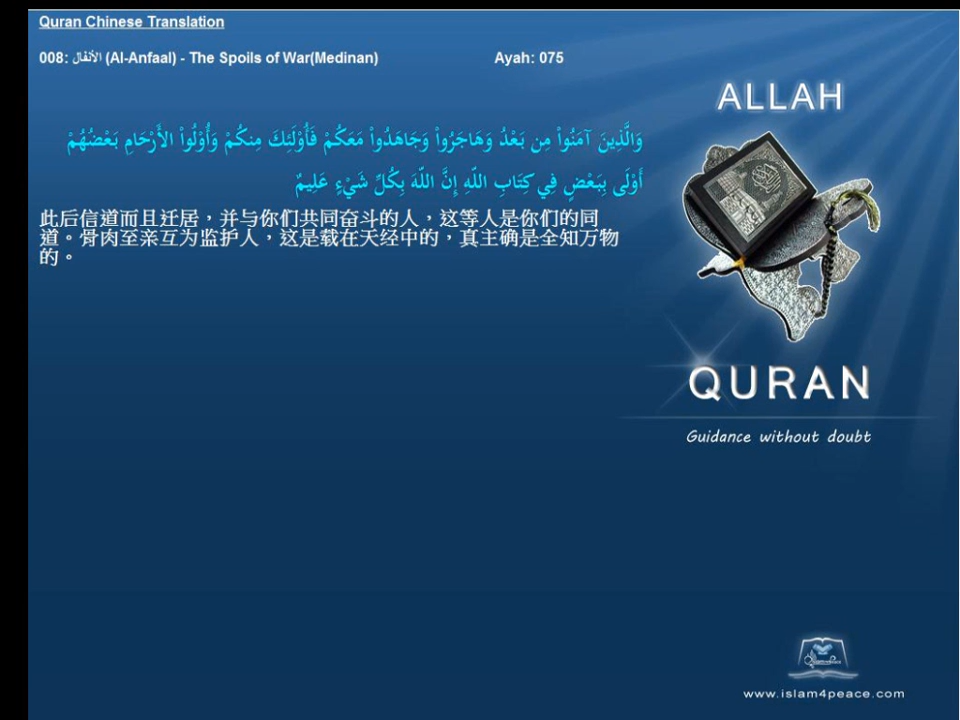 Quran Chinese Translation
008: الأنفال (Al-Anfaal) - The Spoils of War(Medinan) Ayah: 075
وَالَّذِينَ آمَنُواْ مِن بَعْدُ وَهَاجَرُواْ وَجَاهَدُواْ مَعَكُمْ فَأُوْلَئِكَ مِنكُمْ وَأُوْلُواْ الأَرْحَامِ بَعْضُهُمْ
أَوْلَى بِبَعْضٍ فِي كِتَابِ اللّهِ إِنَّ اللّهَ بِكُلِّ شَيْءٍ عَلِيمٌ
此后信道而且迁居，并与你们共同奋斗的人，这等人是你们的同
道。骨肉至亲互为监护人，这是载在天经中的，真主确是全知万物
的。
ALLAH
QURAN
Guidance without doubt
www.islam4peace.com